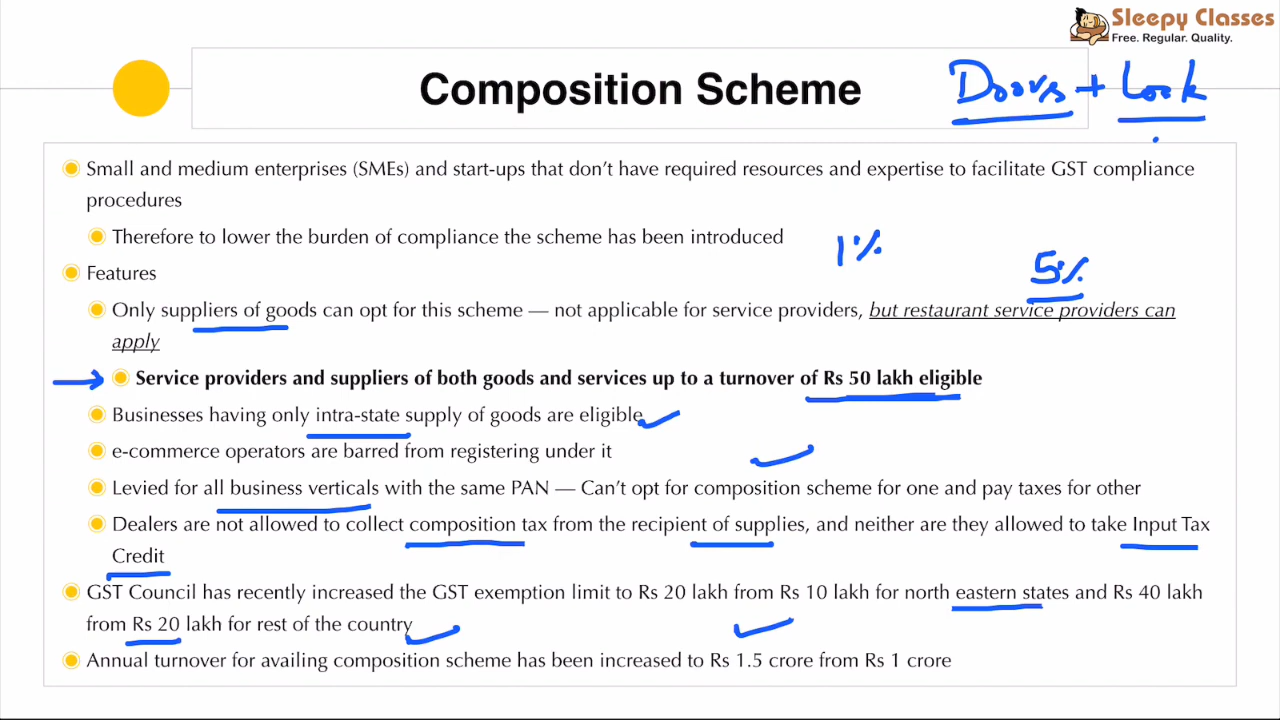 Sleepy Classes
Free. Regular. Quality.
Composition Scheme
Doors + Lock
Small and medium enterprises (SMEs) and start-ups that don't have required resources and expertise to facilitate GST compliance
procedures
Therefore to lower the burden of compliance the scheme has been introduced
1%
Features
5%
Only suppliers of goods can opt for this scheme — not applicable for service providers, but restaurant service providers can
apply
Service providers and suppliers of both goods and services up to a turnover of Rs 50 lakh eligible
Businesses having only intra-state supply of goods are eligible
e-commerce operators are barred from registering under it
Levied for all business verticals with the same PAN — Can't opt for composition scheme for one and pay taxes for other
Dealers are not allowed to collect composition tax from the recipient of supplies, and neither are they allowed to take Input Tax
Credit
GST Council has recently increased the GST exemption limit to Rs 20 lakh from Rs 10 lakh for north eastern states and Rs 40 lakh
from Rs 20 lakh for rest of the country
Annual turnover for availing composition scheme has been increased to Rs 1.5 crore from Rs 1 crore